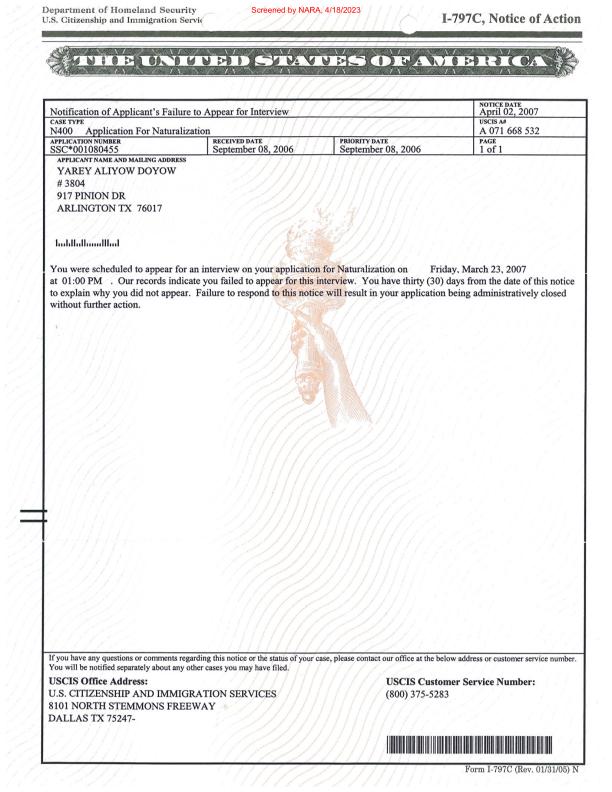 Department of Homeland Security
U.S. Citizenship and Immigration Servic
Screened by NARA, 4/18/2023
I-797C, Notice of Action
THE UNITED STATES OF AMERICA
Notification of Applicant's Failure to Appear for Interview
NOTICE DATE
April 02, 2007
CASE TYPE
N400 Application For Naturalization
USCIS A#
A 071 668 532
APPLICATION NUMBER
SSC*001080455
RECEIVED DATE
September 08, 2006
PRIORITY DATE
September 08, 2006
PAGE
1 of 1
APPLICANT NAME AND MAILING ADDRESS
YAREY ALIYOW DOYOW
# 3804
917 PINION DR
ARLINGTON TX 76017
You were scheduled to appear for an interview on your application for Naturalization on Friday, March 23, 2007
at 01:00 PM . Our records indicate you failed to appear for this interview. You have thirty (30) days from the date of this notice
to explain why you did not appear. Failure to respond to this notice will result in your application being administratively closed
without further action.
If you have any questions or comments regarding this notice or the status of your case, please contact our office at the below address or customer service number.
You will be notified separately about any other cases you may have filed.
USCIS Office Address:
U.S. CITIZENSHIP AND IMMIGRATION SERVICES
8101 NORTH STEMMONS FREEWAY
DALLAS TX 75247-
USCIS Customer Service Number:
(800) 375-5283
Form I-797C (Rev. 01/31/05) N